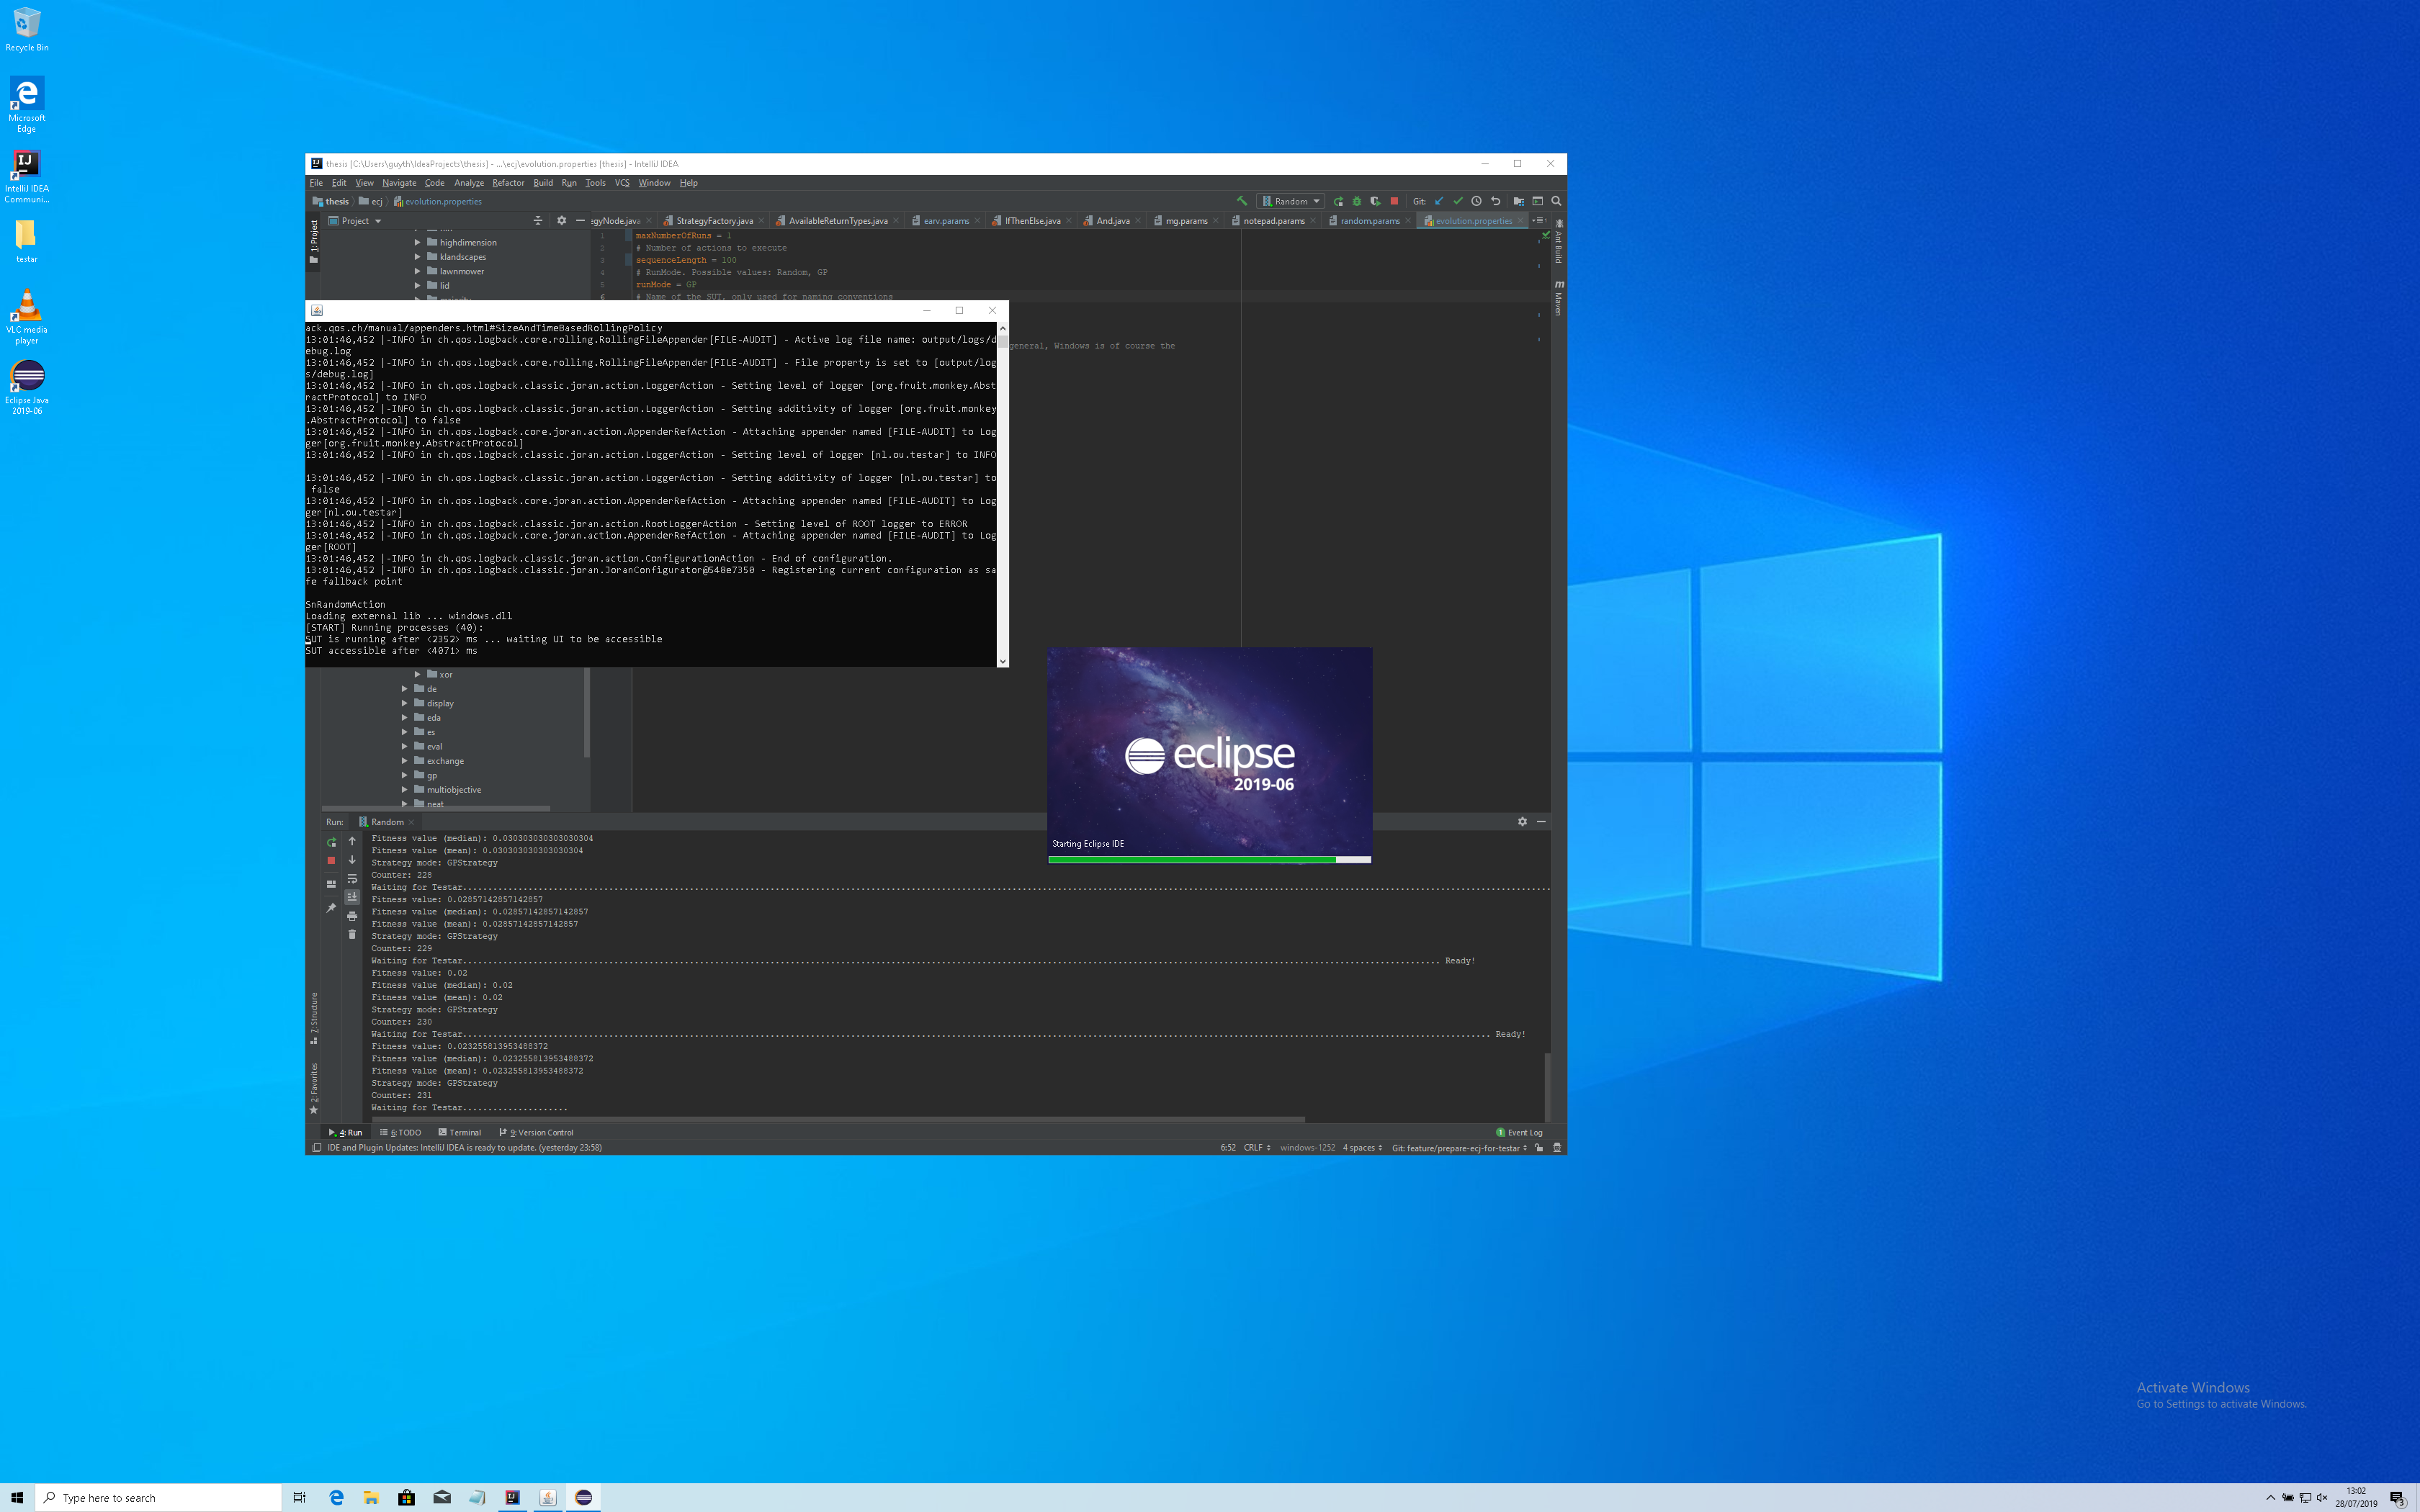 Recycle Bin
Microsoft
Edge
IntelliJ IDEA
Communi...
testar
VLC media
player
Eclipse Java
2019-06
thesis [C:\Users\guyth\IdeaProjects\thesis] - ...\ecj\evolution.properties [thesis] - IntelliJ IDEA
File Edit View Navigate Code Analyze Refactor Build Run Tools VCS Window Help
thesis ecj evolution.properties Random Git:
1: Project Project egyNode.java StrategyFactory.java AvailableReturnTypes.java earv.params IfThenElse.java And.java mg.params notepad.params random.params evolution.properties
Ant Build
Maven
highdimension
klandscapes
lawnmower
lid
1 maxNumberOfRuns = 1
2 # Number of actions to execute
3 sequenceLength = 100
4 # RunMode. Possible values: Random, GP
5 runMode = GP
6 # Name of the SUT, only used for naming conventions
general, Windows is of course the
ack.qos.ch/manual/appenders.html#SizeAndTimeBasedRollingPolicy
13:01:46,452 |-INFO in ch.qos.logback.core.rolling.RollingFileAppender[FILE-AUDIT] - Active log file name: output/logs/d
ebug.log
13:01:46,452 |-INFO in ch.qos.logback.core.rolling.RollingFileAppender[FILE-AUDIT] - File property is set to [output/log
s/debug.log]
13:01:46,452 |-INFO in ch.qos.logback.classic.joran.action.LoggerAction - Setting level of logger [org.fruit.monkey.Abst
ractProtocol] to INFO
13:01:46,452 |-INFO in ch.qos.logback.classic.joran.action.LoggerAction - Setting additivity of logger [org.fruit.monkey
.AbstractProtocol] to false
13:01:46,452 |-INFO in ch.qos.logback.core.joran.action.AppenderRefAction - Attaching appender named [FILE-AUDIT] to Log
ger[org.fruit.monkey.AbstractProtocol]
13:01:46,452 |-INFO in ch.qos.logback.classic.joran.action.LoggerAction - Setting level of logger [nl.ou.testar] to INFO
13:01:46,452 |-INFO in ch.qos.logback.classic.joran.action.LoggerAction - Setting additivity of logger [nl.ou.testar] to
false
13:01:46,452 |-INFO in ch.qos.logback.core.joran.action.AppenderRefAction - Attaching appender named [FILE-AUDIT] to Log
ger[nl.ou.testar]
13:01:46,452 |-INFO in ch.qos.logback.classic.joran.action.RootLoggerAction - Setting level of ROOT logger to ERROR
13:01:46,452 |-INFO in ch.qos.logback.core.joran.action.AppenderRefAction - Attaching appender named [FILE-AUDIT] to Log
ger[ROOT]
13:01:46,452 |-INFO in ch.qos.logback.classic.joran.action.ConfigurationAction - End of configuration.
13:01:46,452 |-INFO in ch.qos.logback.classic.joran.JoranConfigurator@548e7350 - Registering current configuration as sa
fe fallback point
SnRandomAction
Loading external lib ... windows.dll
[START] Running processes (40):
SUT is running after <2352> ms ... waiting UI to be accessible
SUT accessible after <4071> ms
xor
de
display
eda
es
eval
exchange
gp
multiobjective
neat
eclipse
2019-06
Starting Eclipse IDE
Run: Random
Fitness value (median): 0.030303030303030304
Fitness value (mean): 0.030303030303030304
Strategy mode: GPStrategy
Counter: 228
Waiting for Testar....................
Fitness value: 0.02857142857142857
Fitness value (median): 0.02857142857142857
Fitness value (mean): 0.02857142857142857
Strategy mode: GPStrategy
Counter: 229
Waiting for Testar.................... Ready!
Fitness value: 0.02
Fitness value (median): 0.02
Fitness value (mean): 0.02
Strategy mode: GPStrategy
Counter: 230
Waiting for Testar.................... Ready!
Fitness value: 0.023255813953488372
Fitness value (median): 0.023255813953488372
Fitness value (mean): 0.023255813953488372
Strategy mode: GPStrategy
Counter: 231
Waiting for Testar.....................
7: Structure
2: Favorites
4: Run 6: TODO Terminal 9: Version Control 1 Event Log
IDE and Plugin Updates: IntelliJ IDEA is ready to update. (yesterday 23:58) 6:52 CRLF windows-1252 4 spaces Git: feature/prepare-ecj-for-testar
Activate Windows
Go to Settings to activate Windows.
Type here to search
13:02
28/07/2019
3